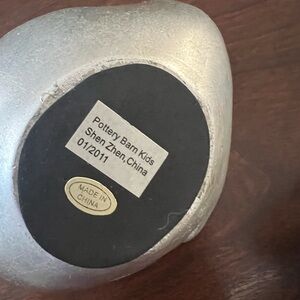 Pottery Barn Kids
Shen Zhen, China
01/2011
MADE IN
CHINA